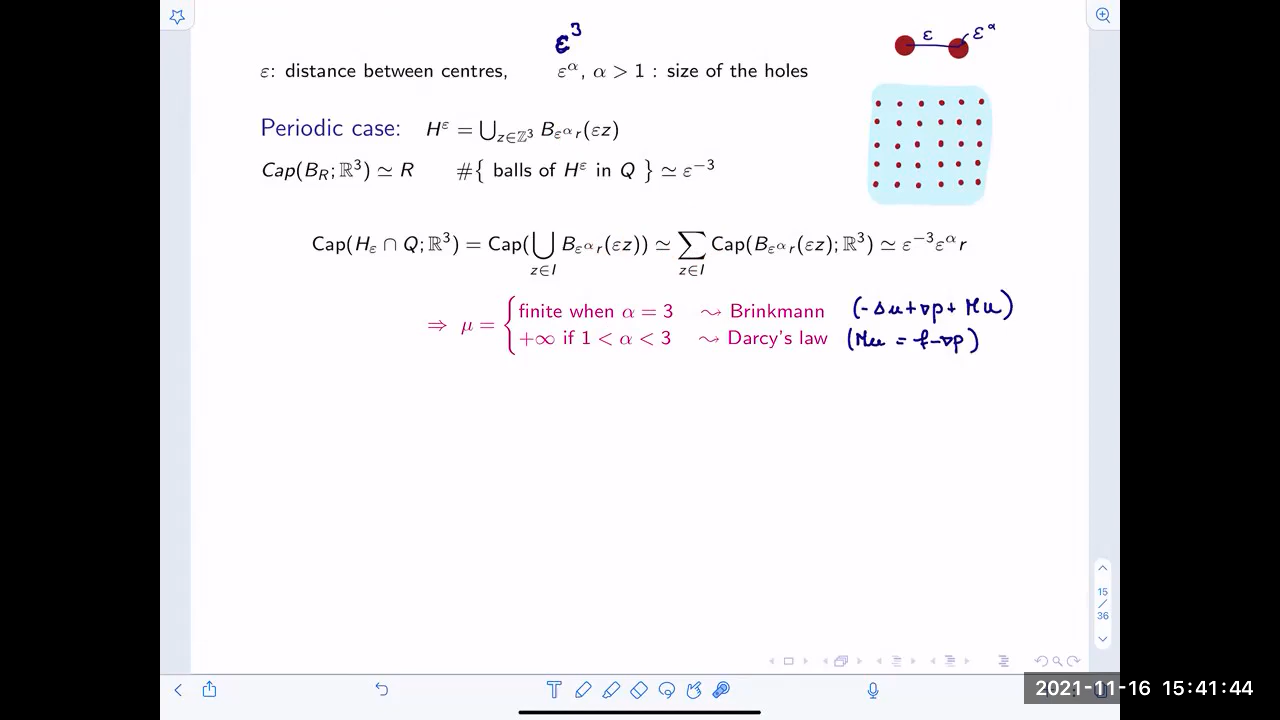 ε³
ε: distance between centres, ε^α, α > 1 : size of the holes
ε ε^α
Periodic case: H^ε = ⋃_{z∈ℤ³} B_{ε^α r}(εz)
Cap(B_R; ℝ³) ≃ R #{ balls of H^ε in Q } ≃ ε^{-3}
Cap(H_ε ∩ Q; ℝ³) = Cap(⋃_{z∈I} B_{ε^α r}(εz)) ≃ ∑_{z∈I} Cap(B_{ε^α r}(εz); ℝ³) ≃ ε^{-3}ε^α r
⇒ μ = { finite when α = 3 ⇝ Brinkmann (-Δu+∇p+Mu)
+∞ if 1 < α < 3 ⇝ Darcy's law (Mu = f-∇p)
15
/
36
2021-11-16 15:41:44